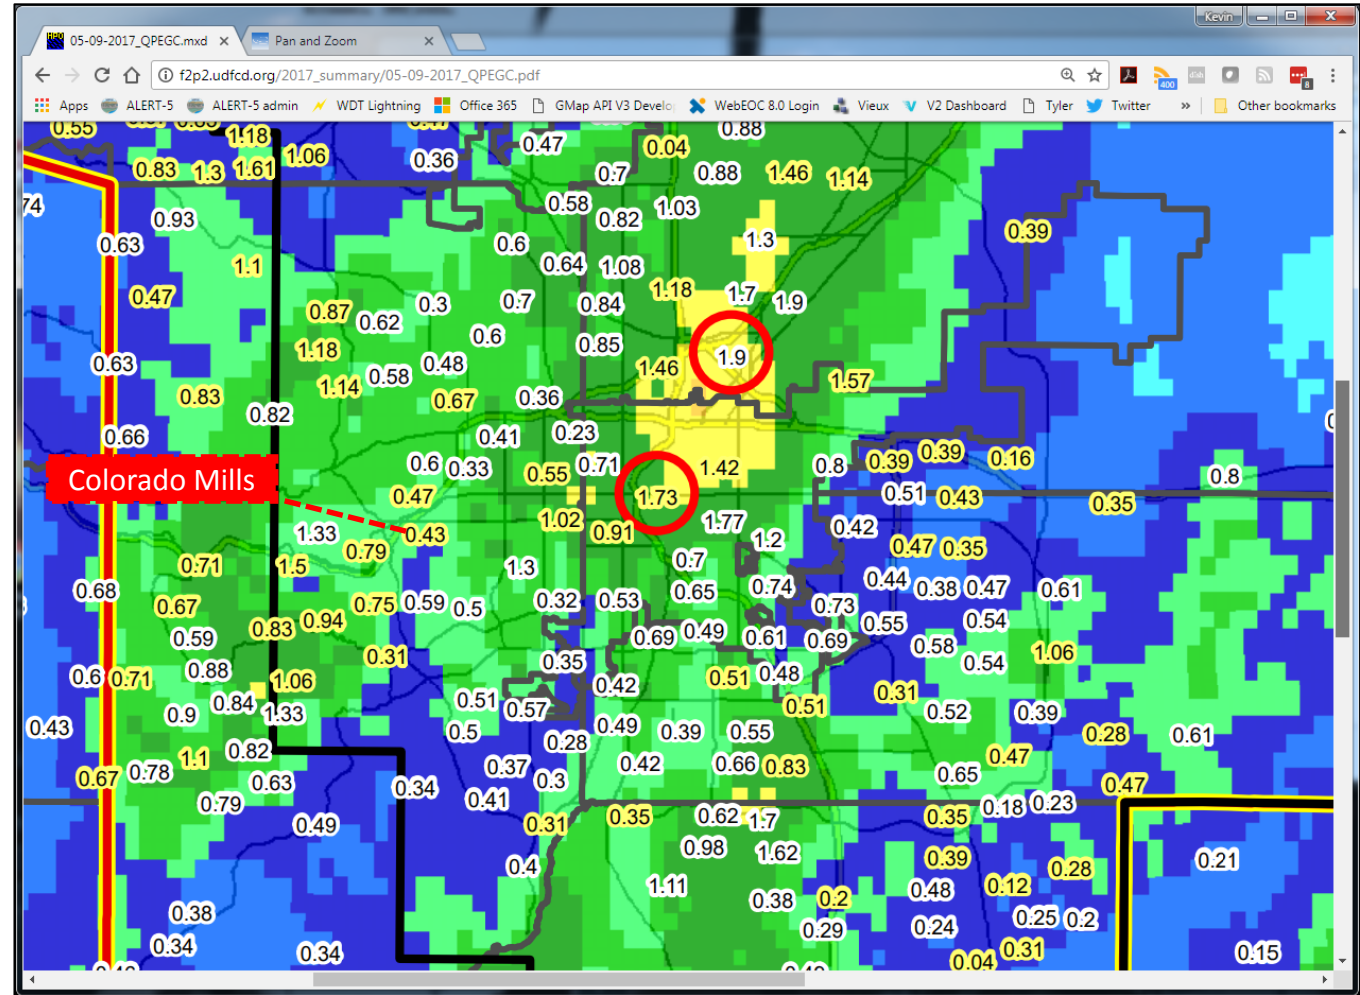 Kevin
05-09-2017_QPEGC.mxd
Pan and Zoom
f2p2.udfcd.org/2017_summary/05-09-2017_QPEGC.pdf
400
8
Apps ALERT-5 ALERT-5 admin WDT Lightning Office 365 GMap API V3 Develo WebEOC 8.0 Login Vieux V2 Dashboard Tyler Twitter » Other bookmarks
0.55 1.18 0.88
0.83 1.3 1.61 1.06 0.36 0.47 0.04
0.7 0.88 1.46 1.14
74 0.93 0.58 0.82 1.03
0.63 0.6 1.3 0.39
1.1 0.64 1.08
0.47 0.87 0.62 0.3 0.7 0.84 1.18 1.7 1.9
0.63 1.18 0.48 0.6 0.85 1.9
0.83 1.14 0.58 1.46 1.57
0.82 0.67 0.36
0.66 0.41 0.23
0.6 0.33 0.55 0.71 1.42 0.8 0.39 0.39 0.16
Colorado Mills 0.8
0.47 1.73 0.51 0.43 0.35
1.33 0.43 1.02 0.91 1.77 1.2 0.42
0.71 1.5 0.79 1.3 0.7 0.47 0.35
0.68 0.65 0.74 0.44 0.38 0.47 0.61
0.67 0.75 0.59 0.5 0.32 0.53 0.73
0.59 0.83 0.94 0.69 0.49 0.61 0.69 0.55 0.54
0.88 0.31 0.35 0.58 0.54 1.06
0.6 0.71 1.06 0.42 0.51 0.48
0.9 0.84 1.33 0.51 0.57 0.51 0.31 0.52 0.39
0.43 0.5 0.28 0.49 0.39 0.55 0.28 0.61
0.78 1.1 0.82 0.37 0.42 0.66 0.83 0.47
0.67 0.63 0.34 0.41 0.3 0.65 0.47
0.79 0.49 0.31 0.35 0.62 1.7 0.35 0.18 0.23
0.4 0.98 1.62 0.39 0.28 0.21
1.11 0.38 0.2 0.48 0.12
0.38 0.29 0.24 0.25 0.2
0.34 0.34 0.04 0.31 0.15